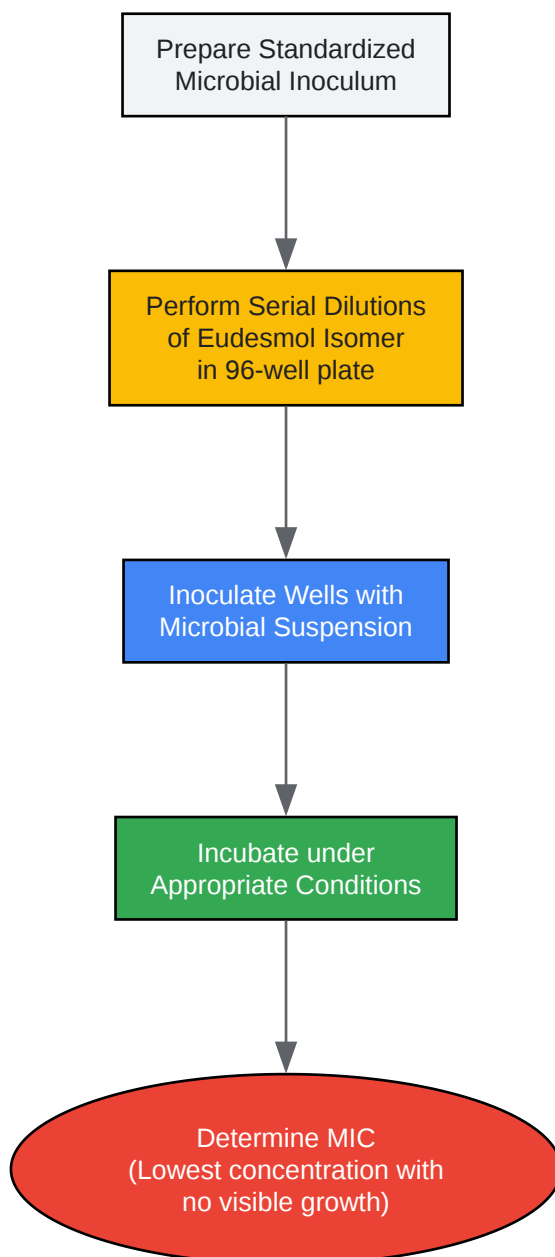 Prepare Standardized
Microbial Inoculum
Perform Serial Dilutions
of Eudesmol Isomer
in 96-well plate
Inoculate Wells with
Microbial Suspension
Incubate under
Appropriate Conditions
Determine MIC
(Lowest concentration with
no visible growth)